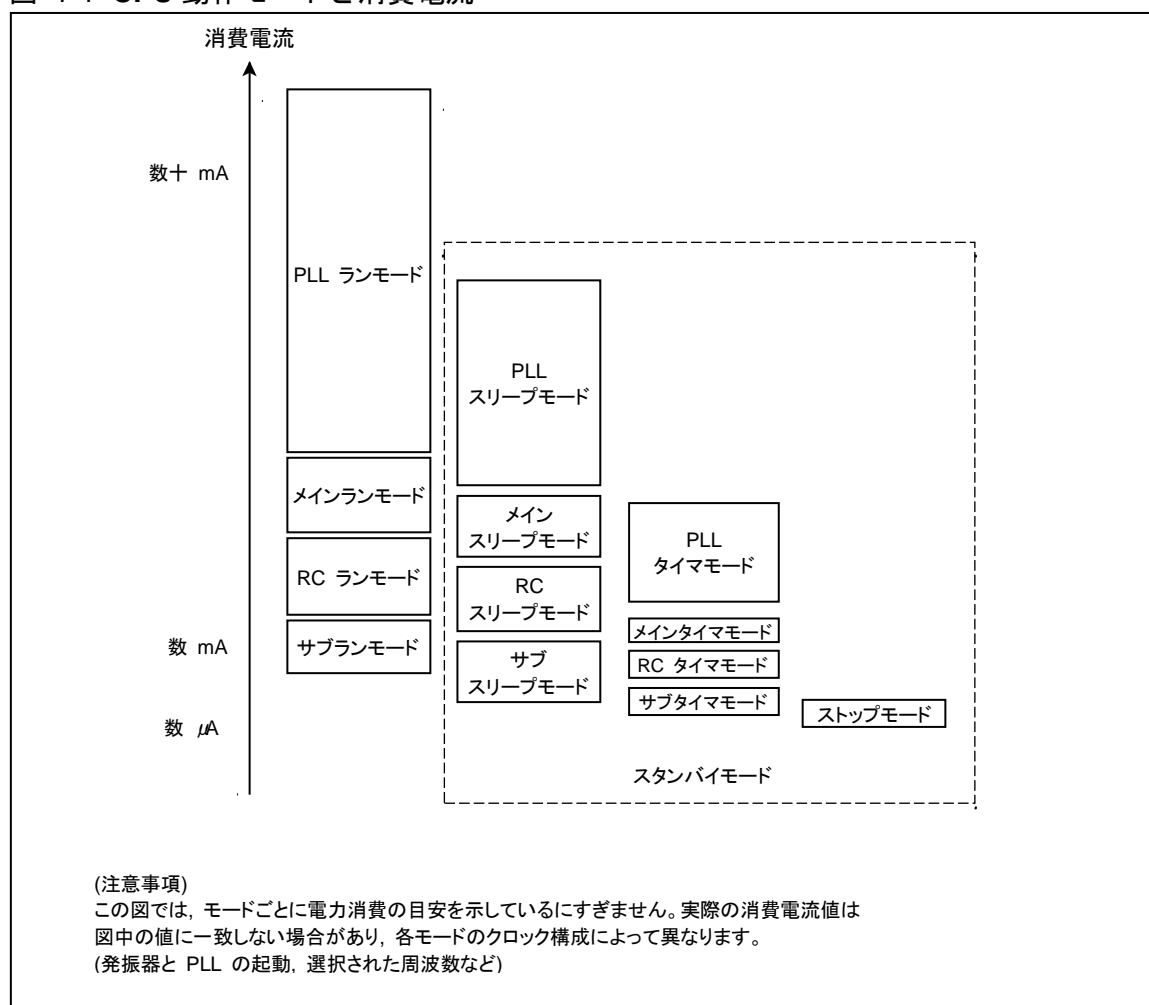 消費電流
数十 mA
PLL ランモード
PLL
スリープモード
メインランモード
メイン
スリープモード
PLL
タイマモード
RC ランモード
RC
スリープモード
メインタイマモード
数 mA
サブランモード
サブ
スリープモード
RC タイマモード
サブタイマモード
ストップモード
数 μA
スタンバイモード
(注意事項)
この図では, モードごとに電力消費の目安を示しているにすぎません。実際の消費電流値は
図中の値に一致しない場合があり, 各モードのクロック構成によって異なります。
(発振器と PLL の起動, 選択された周波数など)